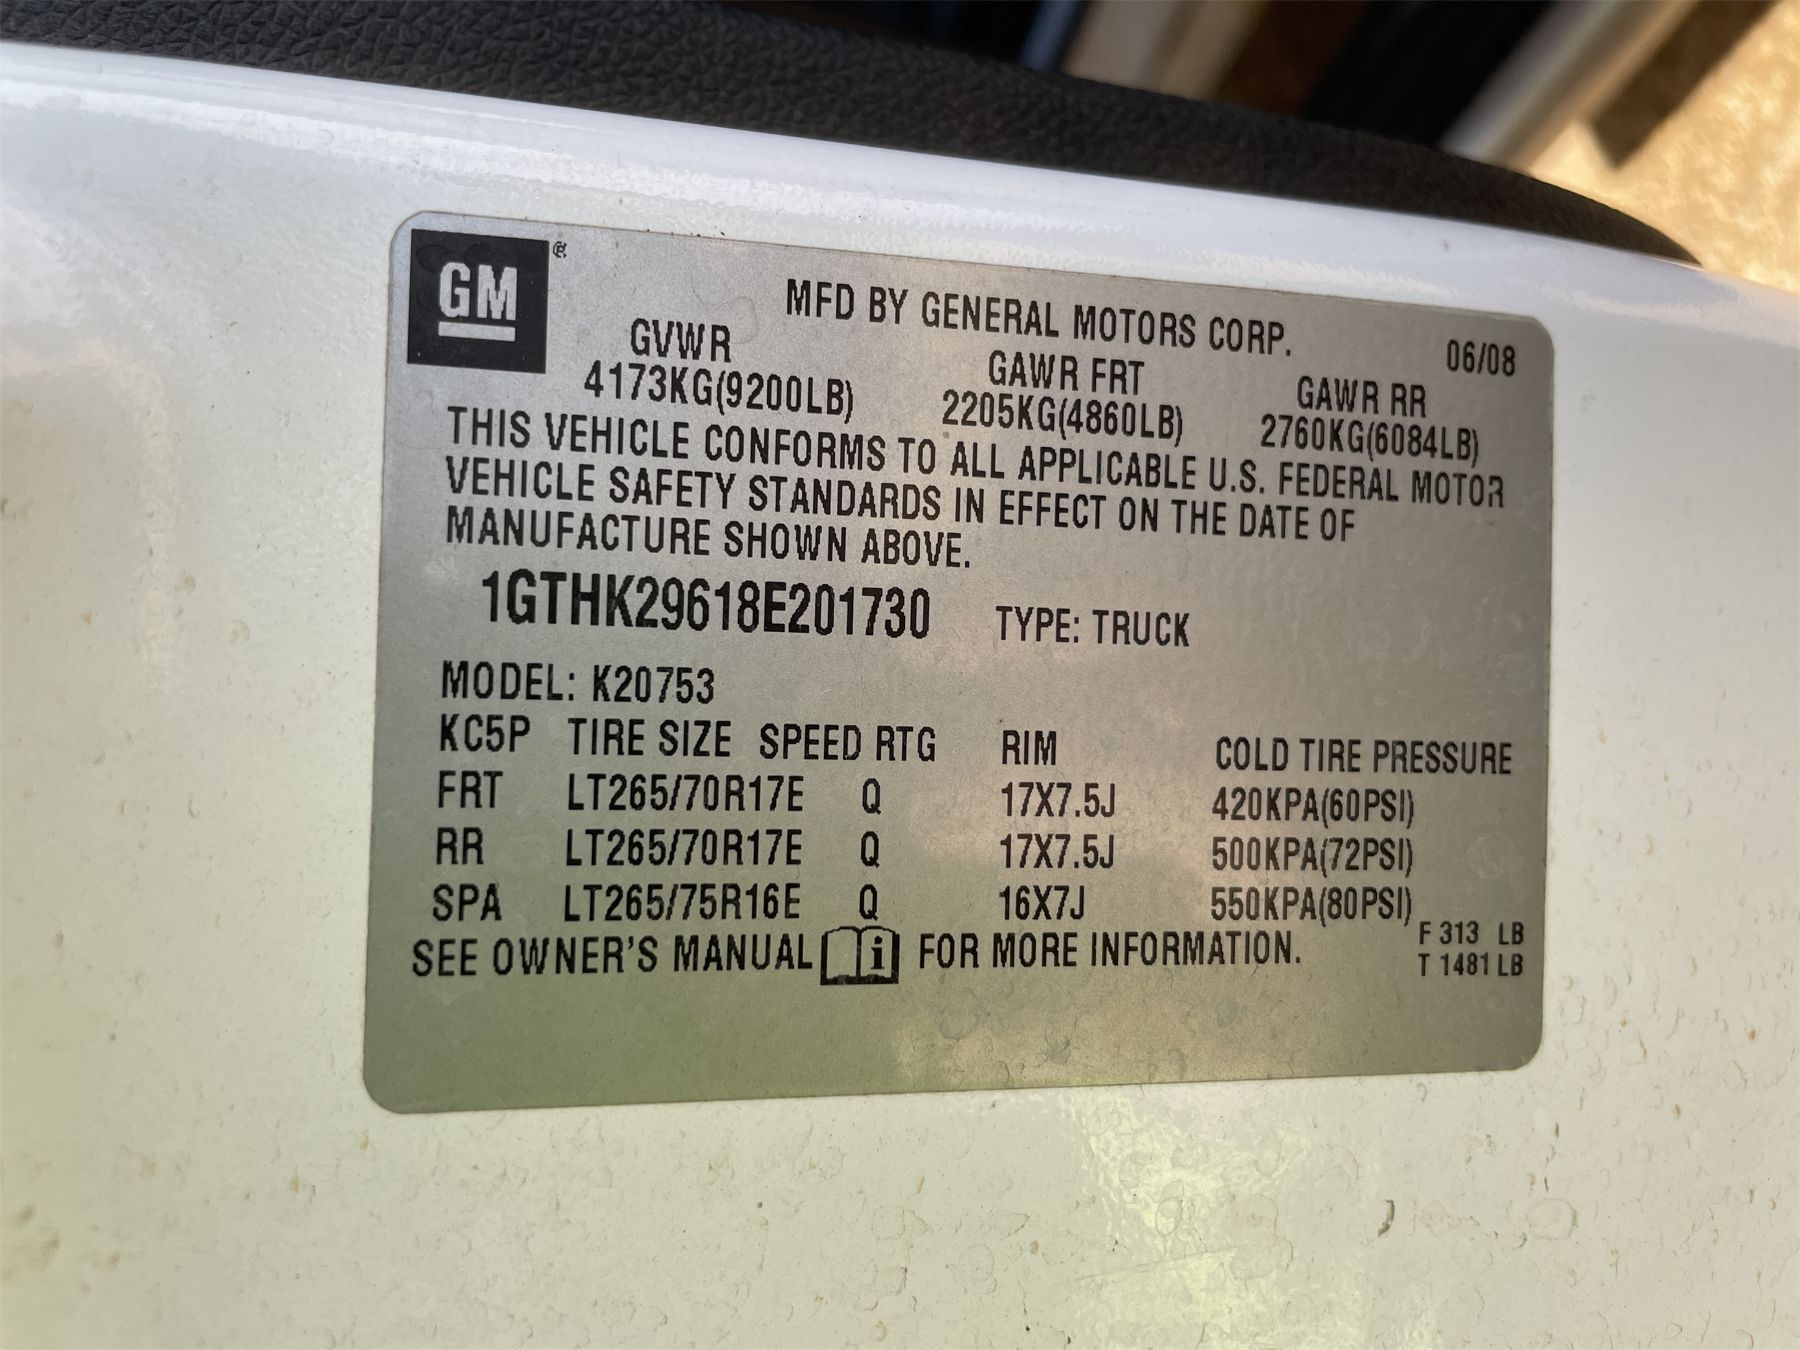 GM ®
MFD BY GENERAL MOTORS CORP. 06/08
GVWR GAWR FRT GAWR RR
4173KG(9200LB) 2205KG(4860LB) 2760KG(6084LB)
THIS VEHICLE CONFORMS TO ALL APPLICABLE U.S. FEDERAL MOTOR
VEHICLE SAFETY STANDARDS IN EFFECT ON THE DATE OF
MANUFACTURE SHOWN ABOVE.
1GTHK29618E201730 TYPE: TRUCK
MODEL: K20753
KC5P TIRE SIZE SPEED RTG RIM COLD TIRE PRESSURE
FRT LT265/70R17E Q 17X7.5J 420KPA(60PSI)
RR LT265/70R17E Q 17X7.5J 500KPA(72PSI)
SPA LT265/75R16E Q 16X7J 550KPA(80PSI)
SEE OWNER'S MANUAL i FOR MORE INFORMATION. F 313 LB
T 1481 LB